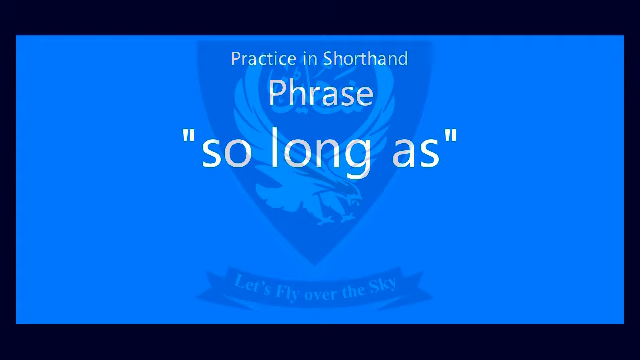 Practice in Shorthand
Phrase
"so long as"
Let's Fly over the Sky